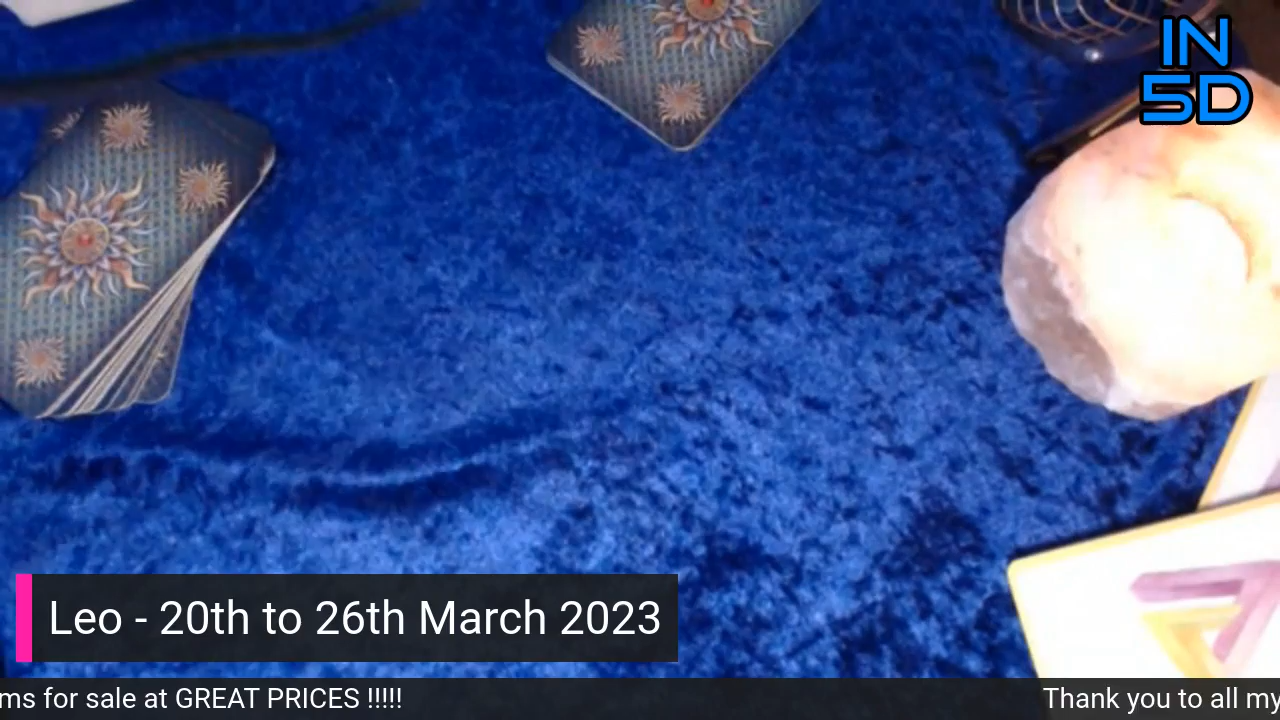 IN
5D
Leo - 20th to 26th March 2023
ms for sale at GREAT PRICES !!!!! Thank you to all my